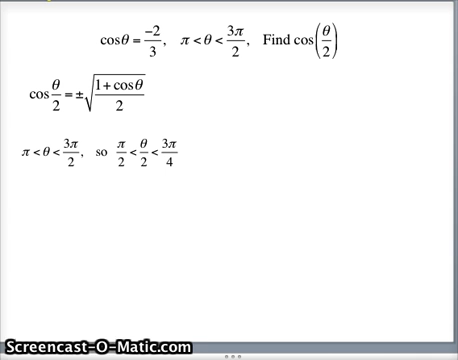 cosθ = -2/3, π < θ < 3π/2, Find cos(θ/2)
cos θ/2 = ±√((1 + cosθ)/2)
π < θ < 3π/2, so π/2 < θ/2 < 3π/4
Screencast-O-Matic.com